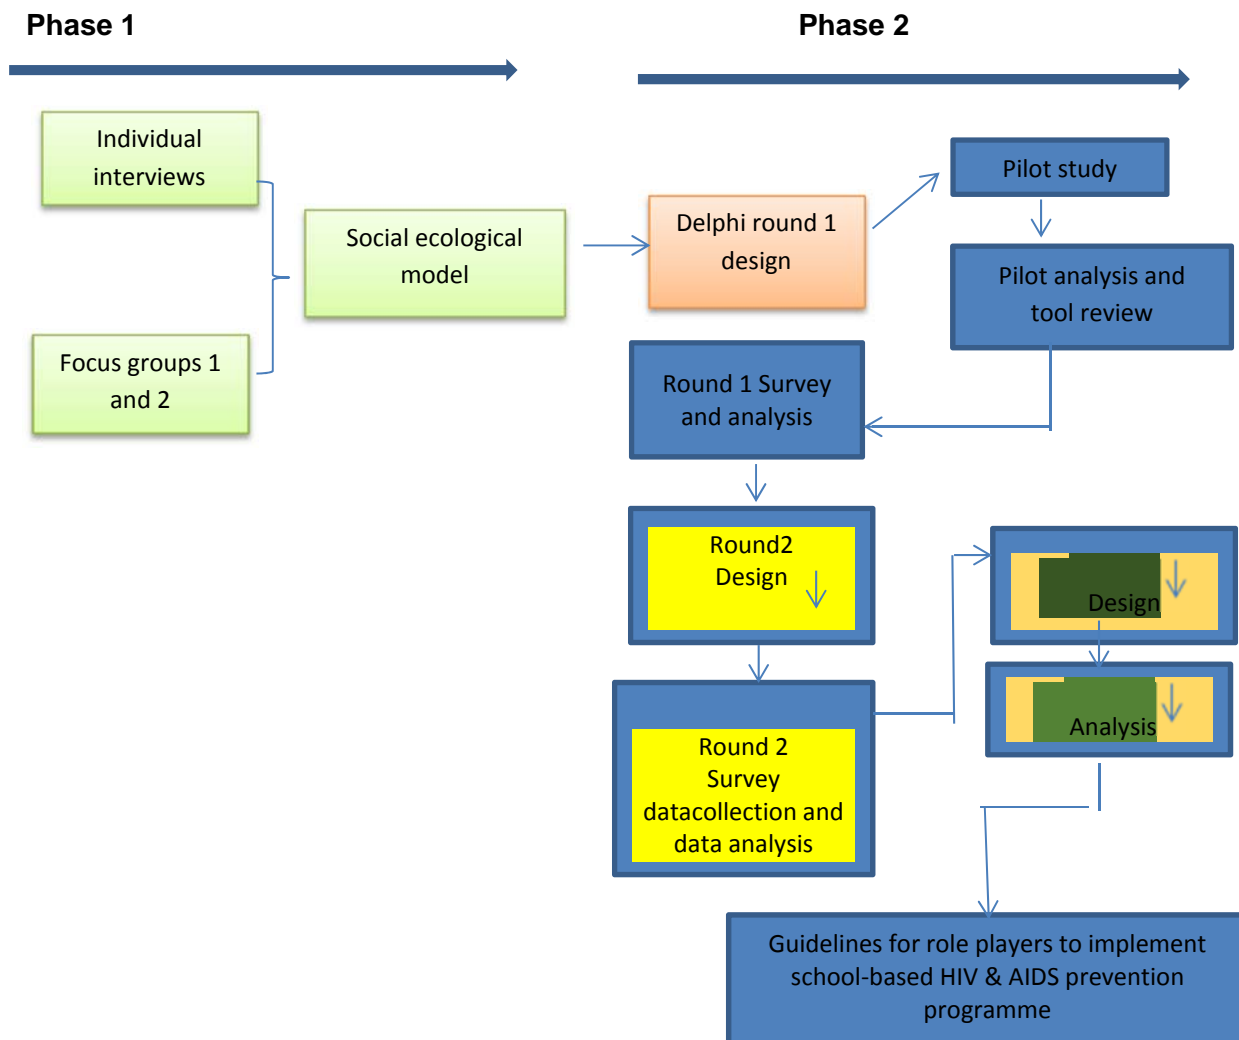 Phase 1
Phase 2
Individual
interviews
Social ecological
model
Focus groups 1
and 2
Delphi round 1
design
Pilot study
Pilot analysis and
tool review
Round 1 Survey
and analysis
Round2
Design
Round 2
Survey
datacollection and
data analysis
Design
Analysis
Guidelines for role players to implement
school-based HIV & AIDS prevention
programme